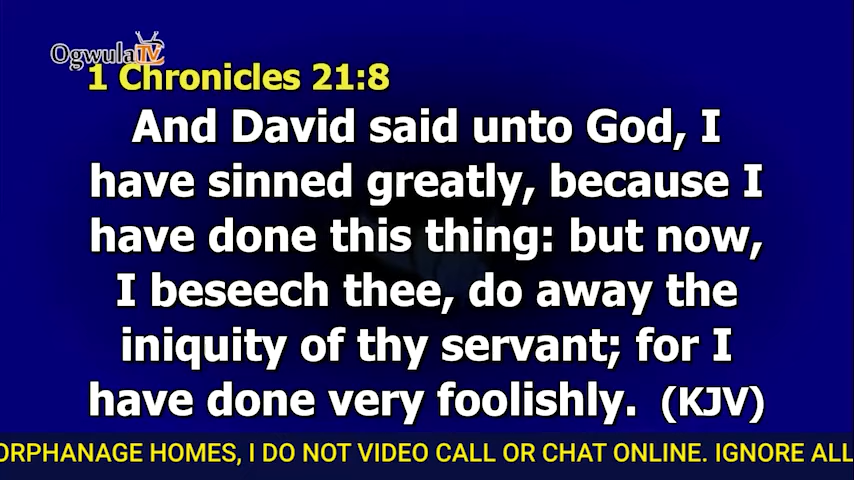 OgwulaTV
1 Chronicles 21:8
And David said unto God, I
have sinned greatly, because I
have done this thing: but now,
I beseech thee, do away the
iniquity of thy servant; for I
have done very foolishly. (KJV)
ORPHANAGE HOMES, I DO NOT VIDEO CALL OR CHAT ONLINE. IGNORE ALL